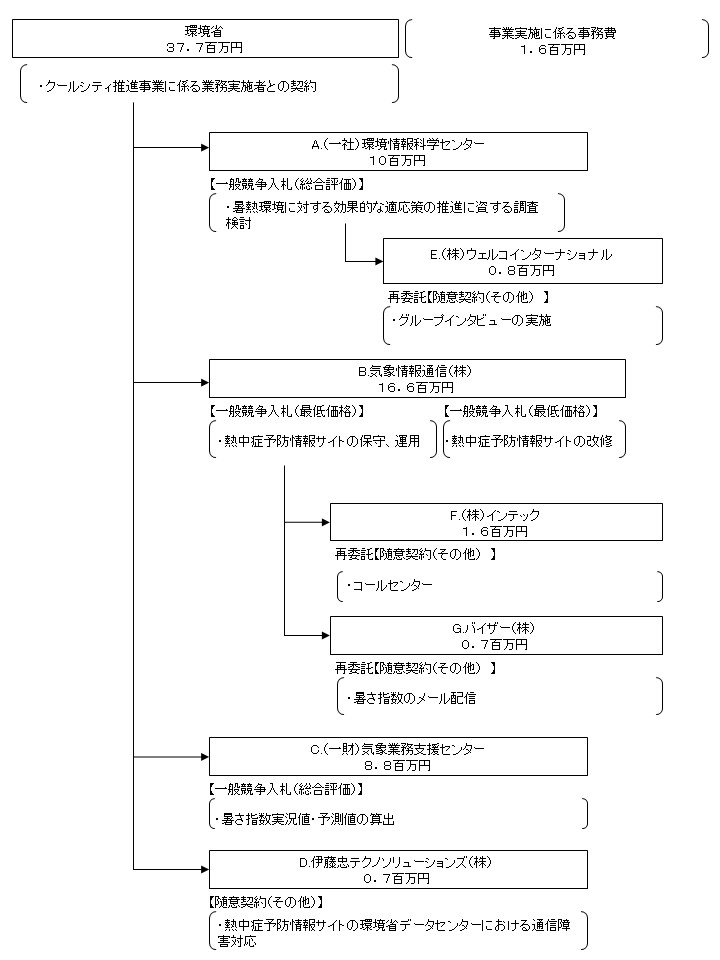 環境省
37.7百万円
事業実施に係る事務費
1.6百万円
・クールシティ推進事業に係る業務実施者との契約
A.(一社)環境情報科学センター
10百万円
【一般競争入札(総合評価)】
・暑熱環境に対する効果的な適応策の推進に資する調査
検討
E.(株)ウェルコインターナショナル
0.8百万円
再委託【随意契約(その他) 】
・グループインタビューの実施
B.気象情報通信(株)
16.6百万円
【一般競争入札(最低価格)】
【一般競争入札(最低価格)】
・熱中症予防情報サイトの保守、運用
・熱中症予防情報サイトの改修
F.(株)インテック
1.6百万円
再委託【随意契約(その他) 】
・コールセンター
G.バイザー(株)
0.7百万円
再委託【随意契約(その他) 】
・暑さ指数のメール配信
C.(一財)気象業務支援センター
8.8百万円
【一般競争入札(総合評価)】
・暑さ指数実況値・予測値の算出
D.伊藤忠テクノソリューションズ(株)
0.7百万円
【随意契約(その他)】
・熱中症予防情報サイトの環境省データセンターにおける通信障
害対応